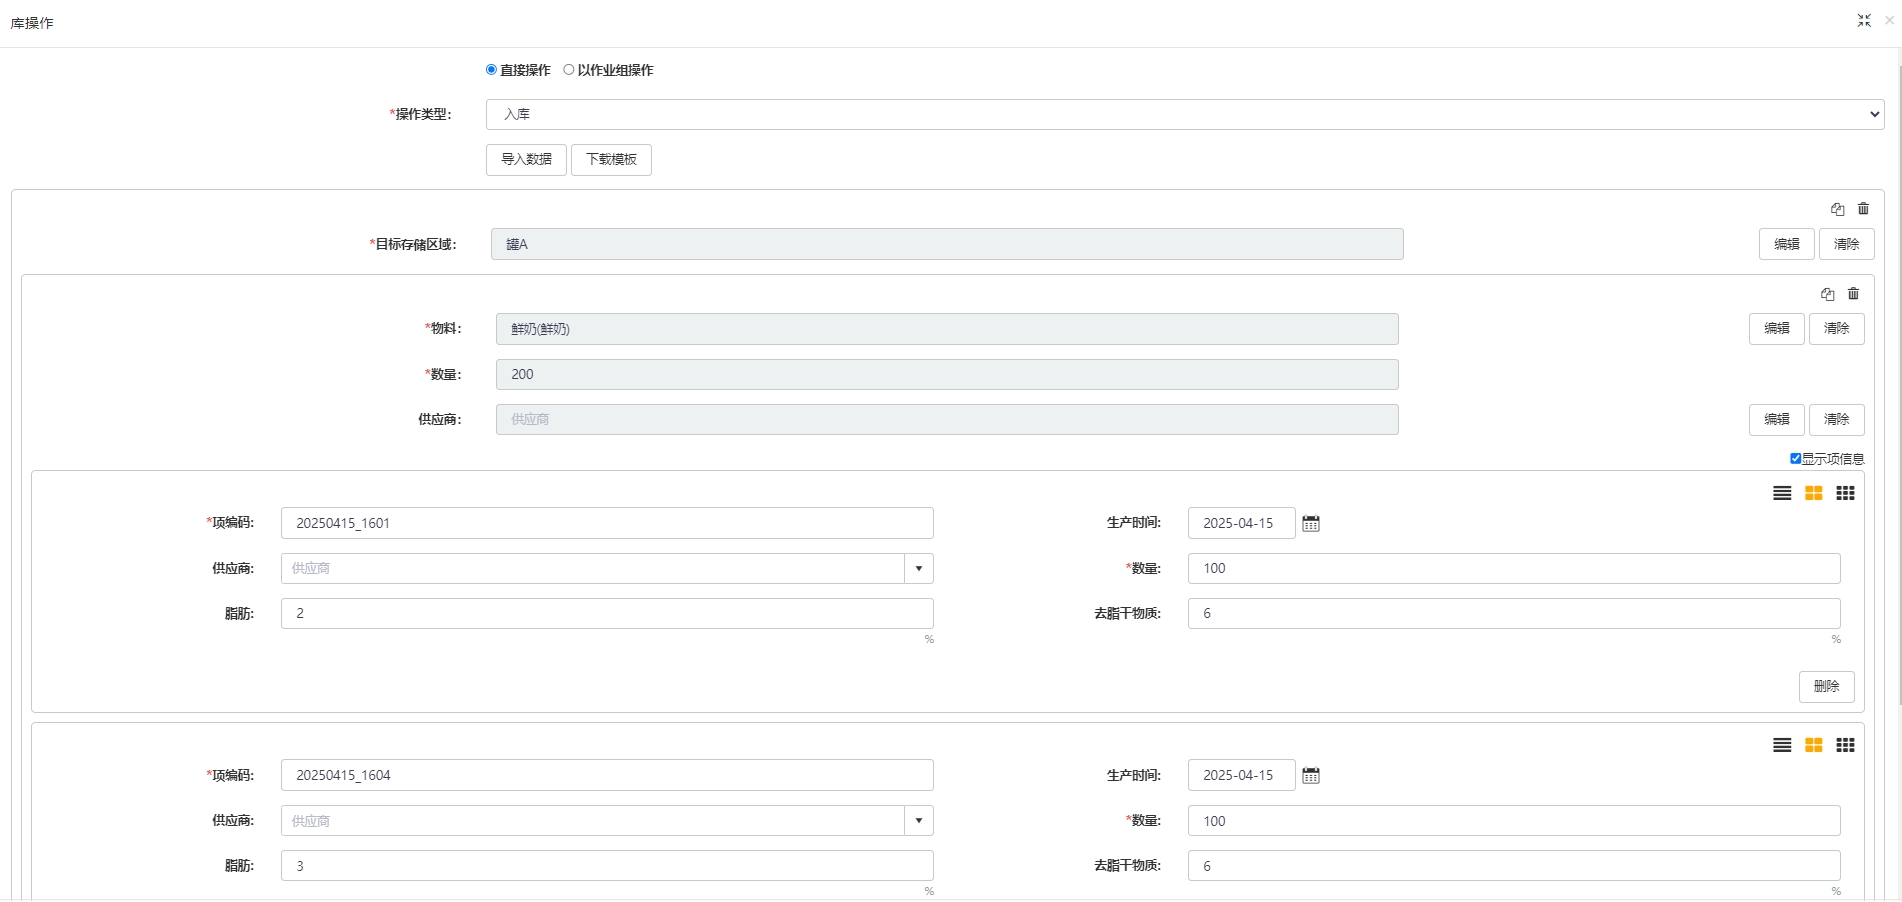 库操作
直接操作 以作业组操作
*操作类型: 入库
导入数据 下载模板
*目标存储区域: 罐A 编辑 清除
*物料: 鲜奶(鲜奶) 编辑 清除
*数量: 200
供应商: 供应商 编辑 清除
显示项信息
*项编码: 20250415_1601 生产时间: 2025-04-15
供应商: 供应商 *数量: 100
脂肪: 2 去脂干物质: 6
% %
删除
*项编码: 20250415_1604 生产时间: 2025-04-15
供应商: 供应商 *数量: 100
脂肪: 3 去脂干物质: 6
% %